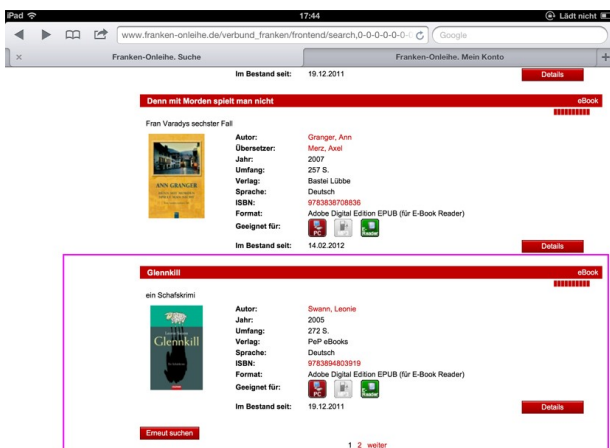 iPad 17:44 Lädt nicht
www.franken-onleihe.de/verbund_franken/frontend/search,0-0-0-0-0-0- Google
Franken-Onleihe. Suche Franken-Onleihe. Mein Konto
Im Bestand seit: 19.12.2011 Details
Denn mit Morden spielt man nicht eBook
Fran Varadys sechster Fall
Autor: Granger, Ann
Übersetzer: Merz, Axel
Jahr: 2007
Umfang: 257 S.
Verlag: Bastei Lübbe
Sprache: Deutsch
ISBN: 9783838708836
Format: Adobe Digital Edition EPUB (für E-Book Reader)
Geeignet für: PC Reader
ANN GRANGER
Im Bestand seit: 14.02.2012 Details
Glennkill eBook
ein Schafskrimi
Autor: Swann, Leonie
Jahr: 2005
Umfang: 272 S.
Verlag: PeP eBooks
Sprache: Deutsch
ISBN: 9783894803919
Format: Adobe Digital Edition EPUB (für E-Book Reader)
Geeignet für: PC Reader
Glennkill
Im Bestand seit: 19.12.2011 Details
Erneut suchen
1 2 weiter